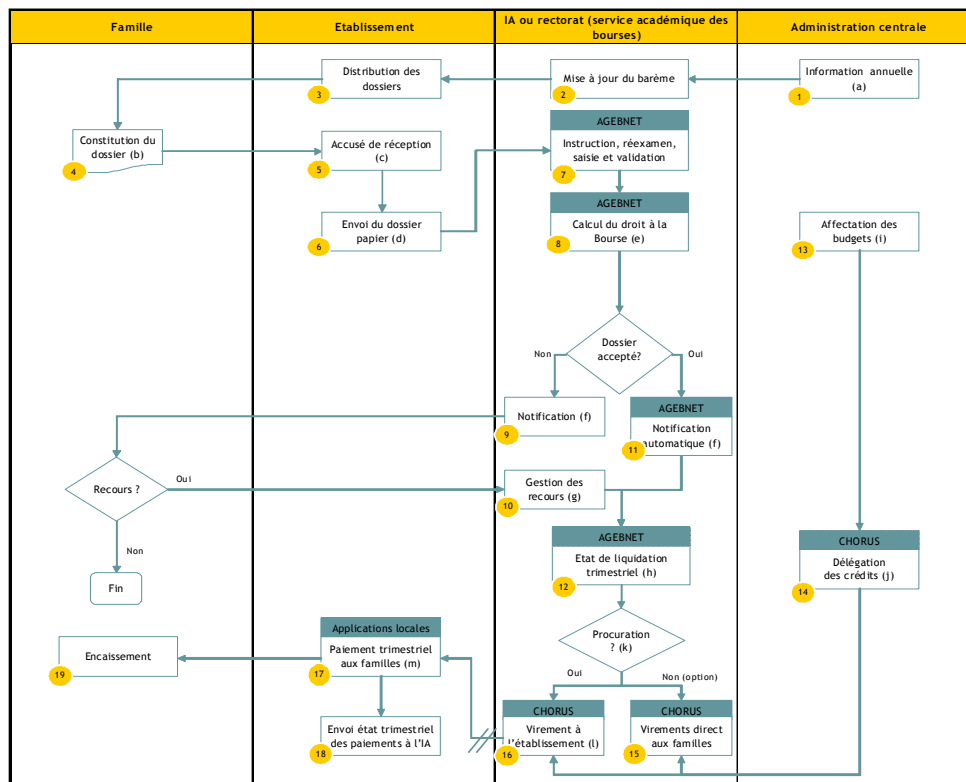 Famille
Etablissement
IA ou rectorat (service académique des
bourses)
Administration centrale
Distribution des
dossiers
3
Mise à jour du barème
2
Information annuelle
(a)
1
Constitution du
dossier (b)
4
Accusé de réception
(c)
5
AGEBNET
Instruction, réexamen,
saisie et validation
7
Envoi du dossier
papier (d)
6
AGEBNET
Calcul du droit à la
Bourse (e)
8
Affectation des
budgets (i)
13
Dossier
accepté?
Non
Oui
Notification (f)
9
AGEBNET
Notification
automatique (f)
11
Recours ?
Oui
Non
Fin
Gestion des
recours (g)
10
AGEBNET
Etat de liquidation
trimestriel (h)
12
CHORUS
Délégation
des crédits (j)
14
Procuration
? (k)
Oui
Non (option)
Encaissement
19
Applications locales
Paiement trimestriel
aux familles (m)
17
Envoi état trimestriel
des paiements à l'IA
18
CHORUS
Virement à
l'établissement (l)
16
CHORUS
Virements direct
aux familles
15